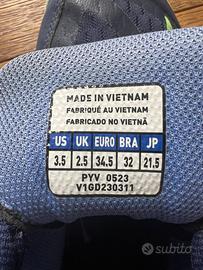 MADE IN VIETNAM
FABRIQUÉ AU VIETNAM
FABRICADO NO VIETNÃ
US UK EURO BRA JP
3.5 2.5 34.5 32 21.5
PYV 0523
V1GD230311
subito